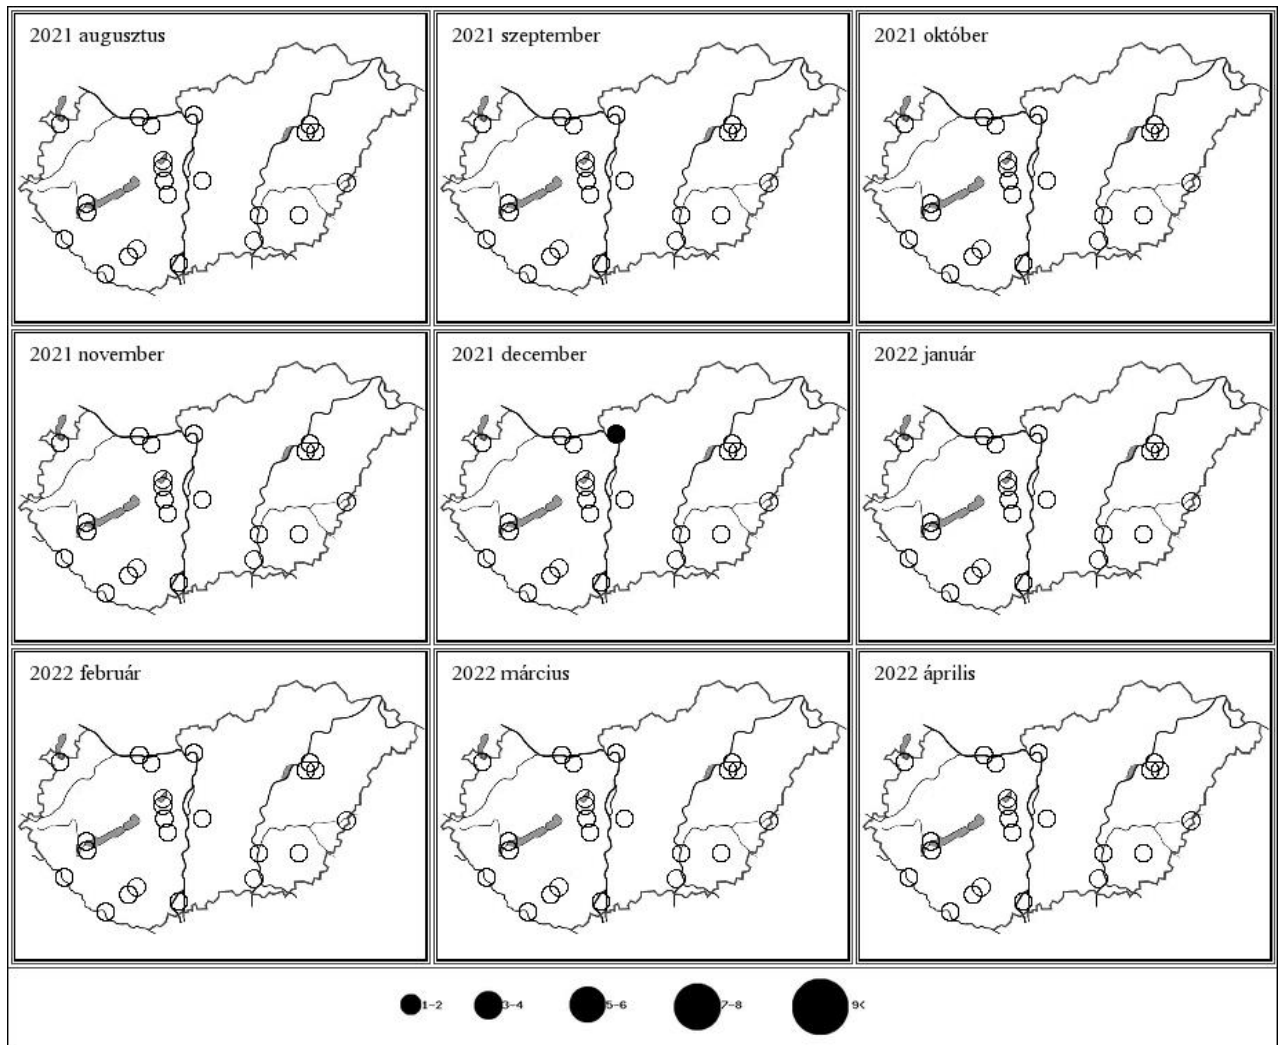 2021 augusztus
2021 szeptember
2021 október
2021 november
2021 december
2022 január
2022 február
2022 március
2022 április
1-2 3-4 5-6 7-8 9<